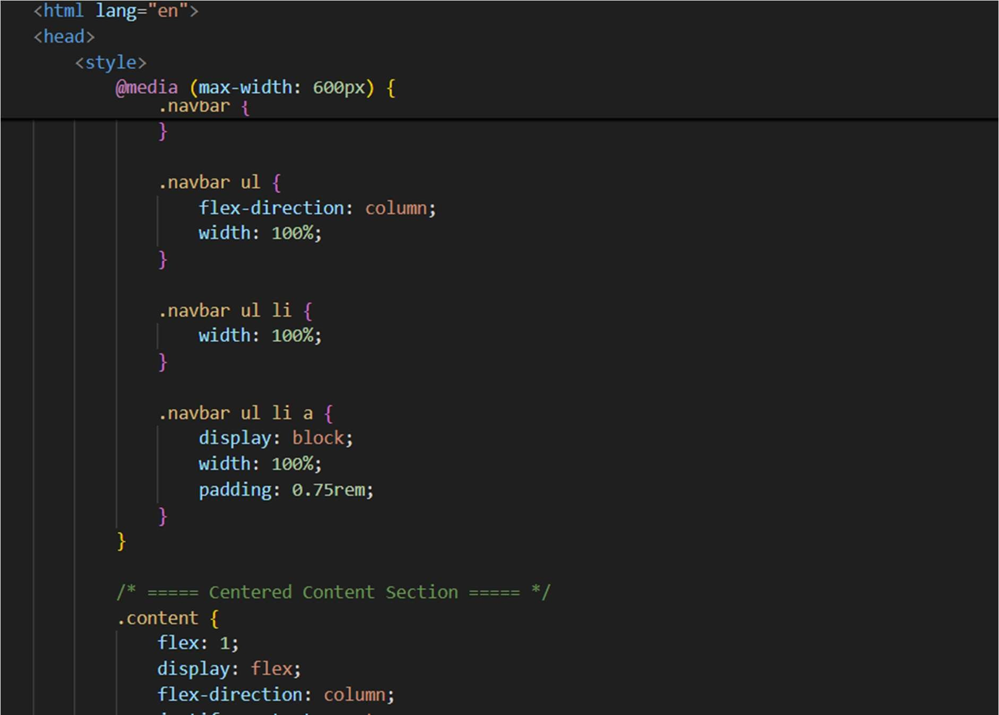 <html lang="en">
<head>
<style>
@media (max-width: 600px) {
.navbar {
}
.navbar ul {
flex-direction: column;
width: 100%;
}
.navbar ul li {
width: 100%;
}
.navbar ul li a {
display: block;
width: 100%;
padding: 0.75rem;
}
}
/* ===== Centered Content Section ===== */
.content {
flex: 1;
display: flex;
flex-direction: column;